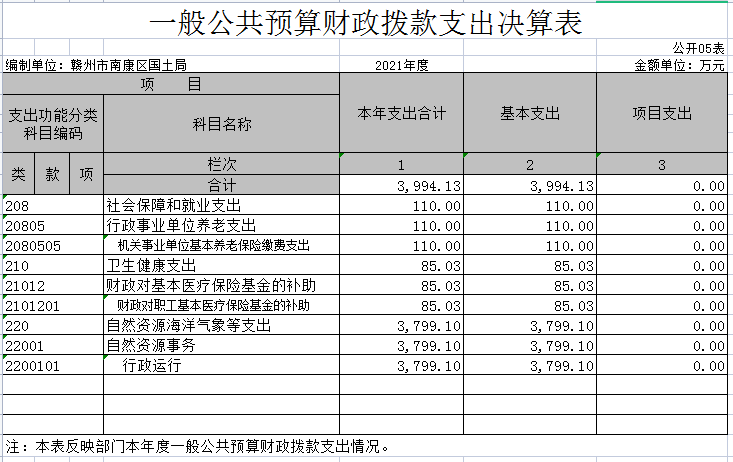 一般公共预算财政拨款支出决算表
公开05表
编制单位：赣州市南康区国土局 2021年度 金额单位：万元
项 目 本年支出合计 基本支出 项目支出
支出功能分类科目编码 科目名称
类 款 项 栏次 1 2 3
合计 3,994.13 3,994.13 0.00
208 社会保障和就业支出 110.00 110.00 0.00
20805 行政事业单位养老支出 110.00 110.00 0.00
2080505 机关事业单位基本养老保险缴费支出 110.00 110.00 0.00
210 卫生健康支出 85.03 85.03 0.00
21012 财政对基本医疗保险基金的补助 85.03 85.03 0.00
2101201 财政对职工基本医疗保险基金的补助 85.03 85.03 0.00
220 自然资源海洋气象等支出 3,799.10 3,799.10 0.00
22001 自然资源事务 3,799.10 3,799.10 0.00
2200101 行政运行 3,799.10 3,799.10 0.00
注：本表反映部门本年度一般公共预算财政拨款支出情况。